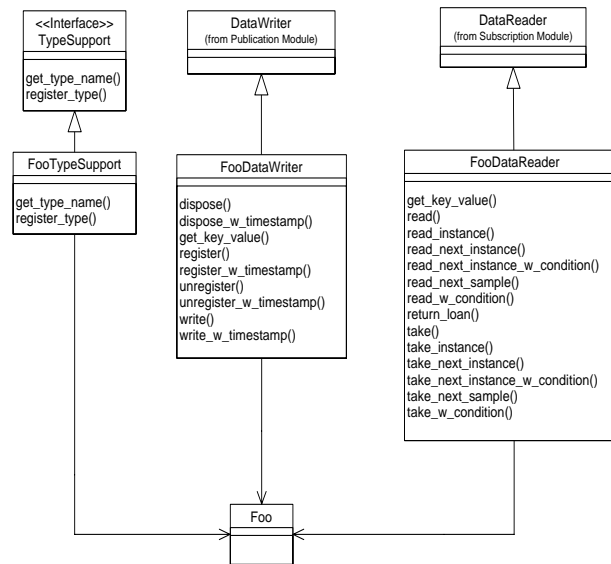 <<Interface>>
TypeSupport
get_type_name()
register_type()
DataWriter
(from Publication Module)
DataReader
(from Subscription Module)
FooTypeSupport
get_type_name()
register_type()
FooDataWriter
dispose()
dispose_w_timestamp()
get_key_value()
register()
register_w_timestamp()
unregister()
unregister_w_timestamp()
write()
write_w_timestamp()
FooDataReader
get_key_value()
read()
read_instance()
read_next_instance()
read_next_instance_w_condition()
read_next_sample()
read_w_condition()
return_loan()
take()
take_instance()
take_next_instance()
take_next_instance_w_condition()
take_next_sample()
take_w_condition()
Foo